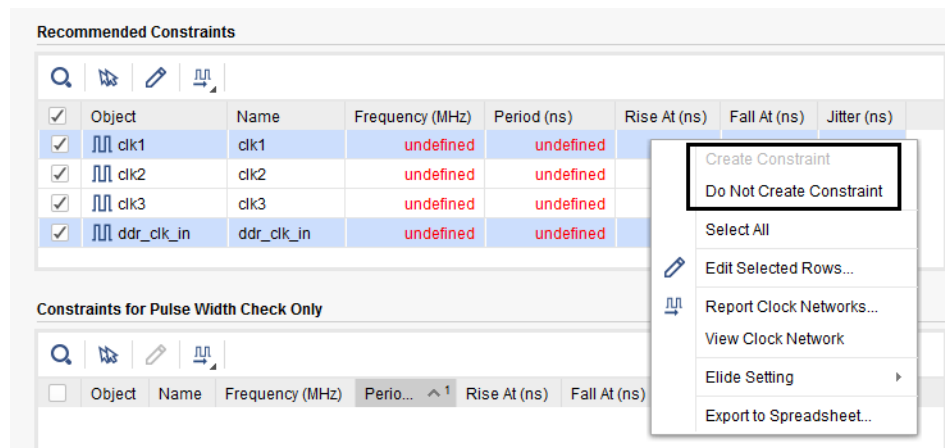 Recommended Constraints
Object Name Frequency (MHz) Period (ns) Rise At (ns) Fall At (ns) Jitter (ns)
clk1 clk1 undefined undefined
clk2 clk2 undefined undefined
clk3 clk3 undefined undefined
ddr_clk_in ddr_clk_in undefined undefined
Create Constraint
Do Not Create Constraint
Select All
Edit Selected Rows...
Report Clock Networks...
View Clock Network
Elide Setting
Export to Spreadsheet...
Constraints for Pulse Width Check Only
Object Name Frequency (MHz) Perio... 1 Rise At (ns) Fall At (ns)